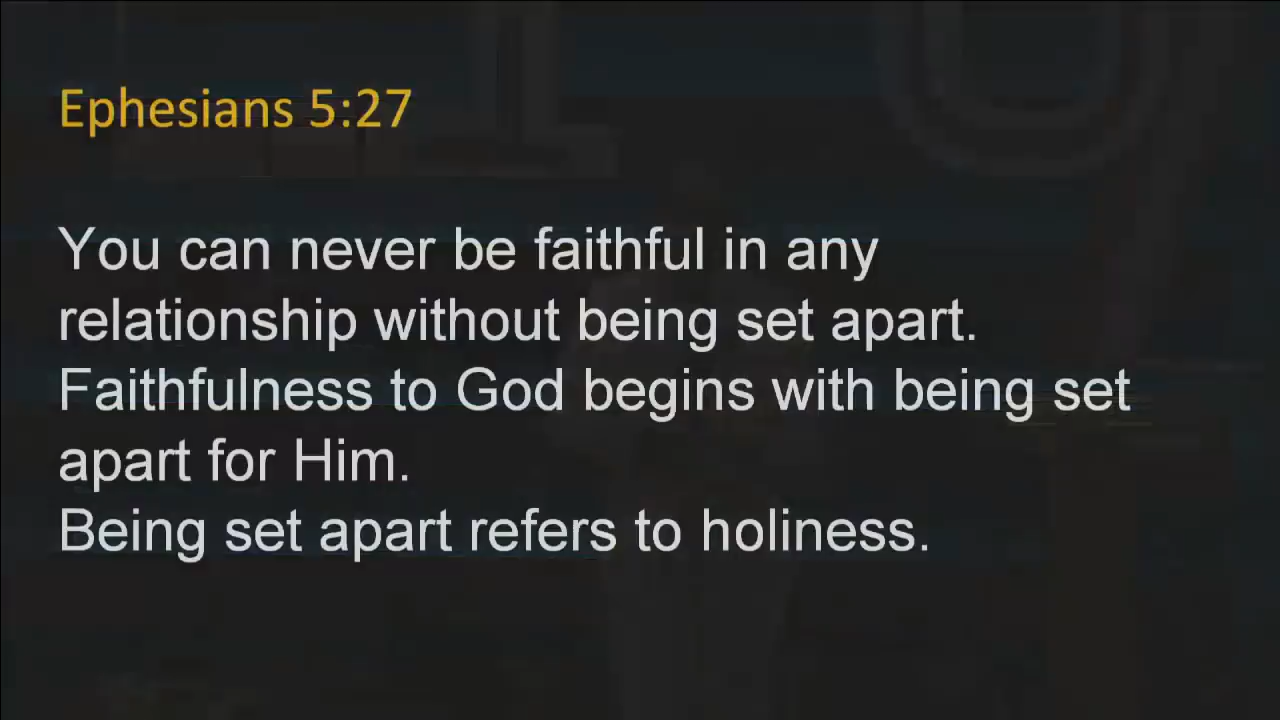 Ephesians 5:27
You can never be faithful in any
relationship without being set apart.
Faithfulness to God begins with being set
apart for Him.
Being set apart refers to holiness.